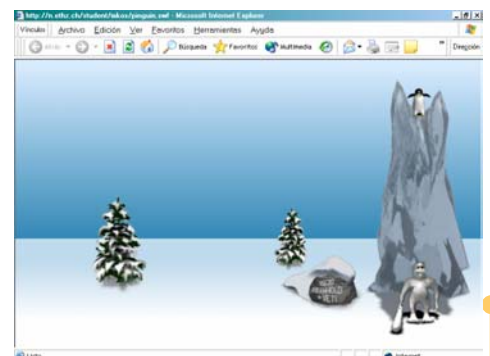 http://n.ethz.ch/student/mkos/pinguin.swf - Microsoft Internet Explorer
Vínculos Archivo Edición Ver Favoritos Herramientas Ayuda
Búsqueda Favoritos Multimedia Dirección
YETI
Internet